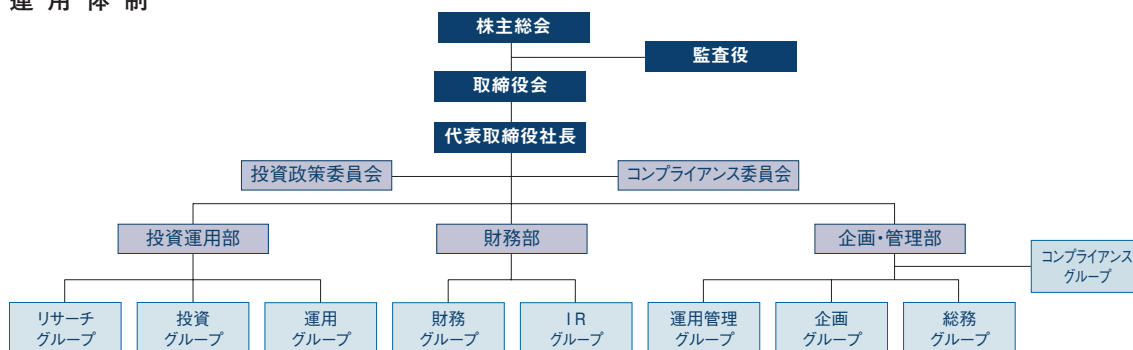 運用体制
株主総会
監査役
取締役会
代表取締役社長
投資政策委員会
コンプライアンス委員会
投資運用部
財務部
企画・管理部
コンプライアンス
グループ
リサーチ
グループ
投資
グループ
運用
グループ
財務
グループ
IR
グループ
運用管理
グループ
企画
グループ
総務
グループ